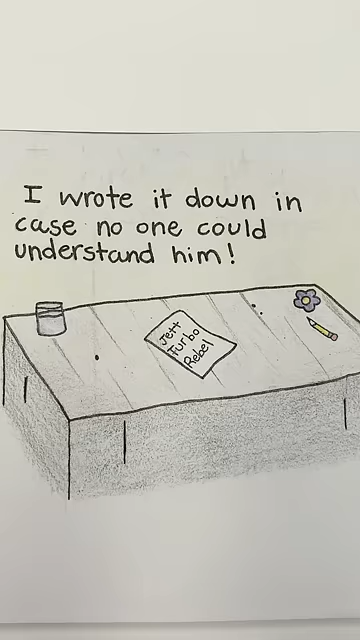 I wrote it down in
case no one could
understand him!
Jett
Turbo
Rebel